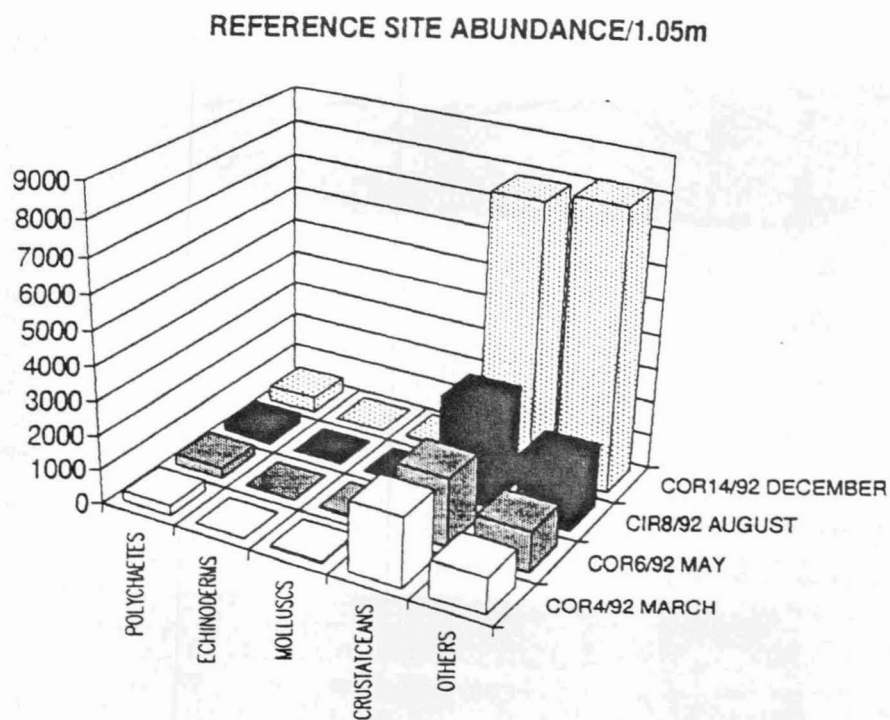 REFERENCE SITE ABUNDANCE/1.05m
9000
8000
7000
6000
5000
4000
3000
2000
1000
0
POLYCHAETES
ECHINODERMS
MOLLUSCS
CRUSTATCEANS
OTHERS
COR14/92 DECEMBER
CIR8/92 AUGUST
COR6/92 MAY
COR4/92 MARCH